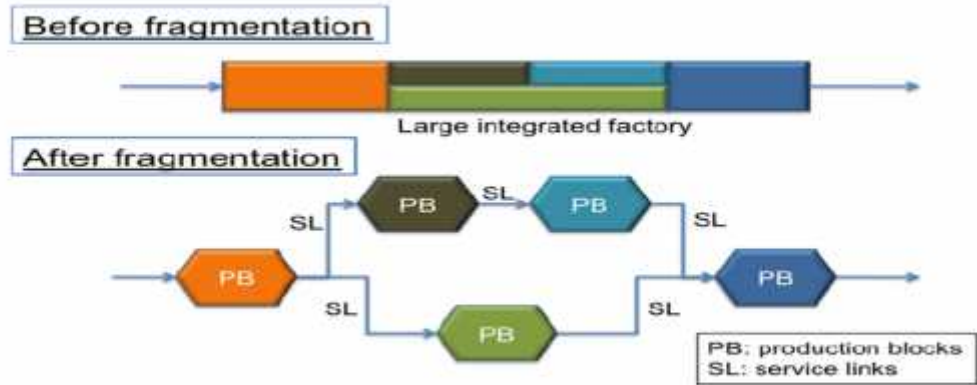 Before fragmentation
Large integrated factory
After fragmentation
PB
SL
PB
SL
SL
PB
PB
SL
SL
PB
PB: production blocks
SL: service links